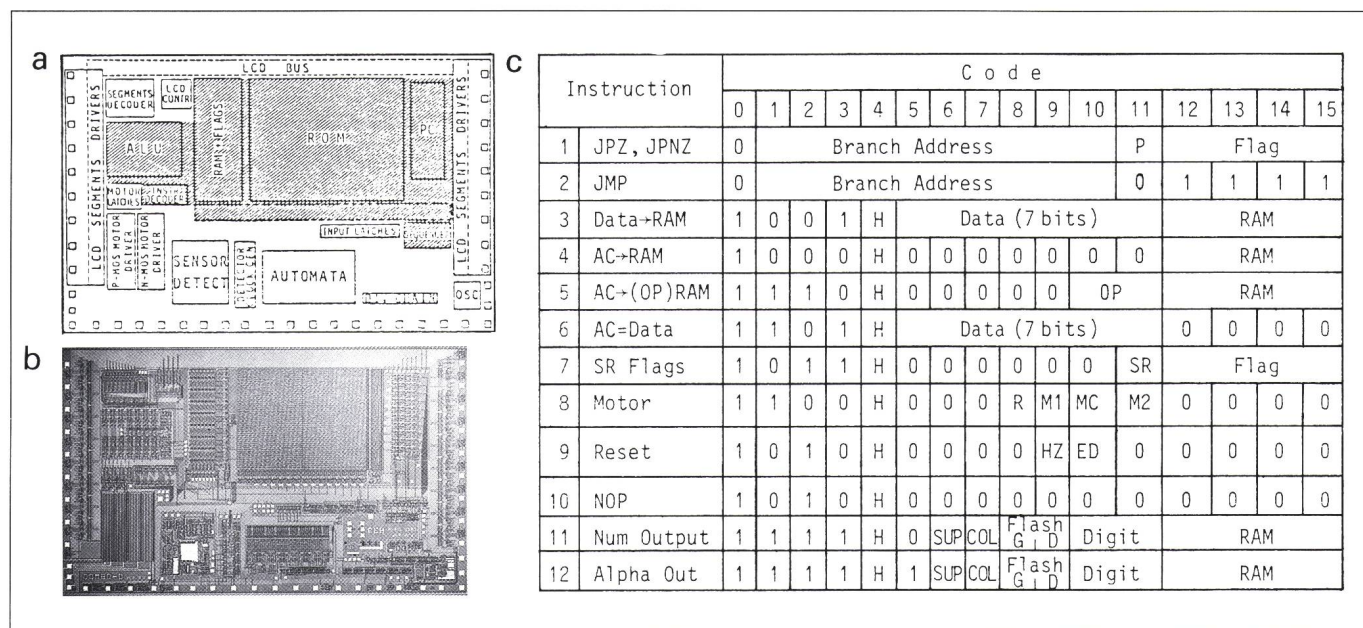 a
LCD BUS
LCD SEGMENTS DRIVERS
SEGMENTS DECODER
LCD CONTR
RAMS+FLAGS
ROM
PC
LCD SEGMENTS DRIVERS
ALU
MOTOR LATCHES
INSTR DECODER
P-MOS MOTOR DRIVER
N-MOS MOTOR DRIVER
SENSOR DETECT
INPUT LATCHES
AUTOMATA
OSC
b
c
Instruction Code
0 1 2 3 4 5 6 7 8 9 10 11 12 13 14 15
1 JPZ, JPNZ 0 Branch Address P Flag
2 JMP 0 Branch Address 0 1 1 1 1
3 Data→RAM 1 0 0 1 H Data (7 bits) RAM
4 AC→RAM 1 0 0 0 H 0 0 0 0 0 0 0 RAM
5 AC→(OP)RAM 1 1 1 0 H 0 0 0 0 0 OP RAM
6 AC=Data 1 1 0 1 H Data (7 bits) 0 0 0 0
7 SR Flags 1 0 1 1 H 0 0 0 0 0 0 SR Flag
8 Motor 1 1 0 0 H 0 0 0 R M1 MC M2 0 0 0 0
9 Reset 1 0 1 0 H 0 0 0 0 HZ ED 0 0 0 0 0
10 NOP 1 0 1 0 H 0 0 0 0 0 0 0 0 0 0 0
11 Num Output 1 1 1 1 H 0 SUP COL Flash G D Digit RAM
12 Alpha Out 1 1 1 1 H 1 SUP COL Flash G D Digit RAM